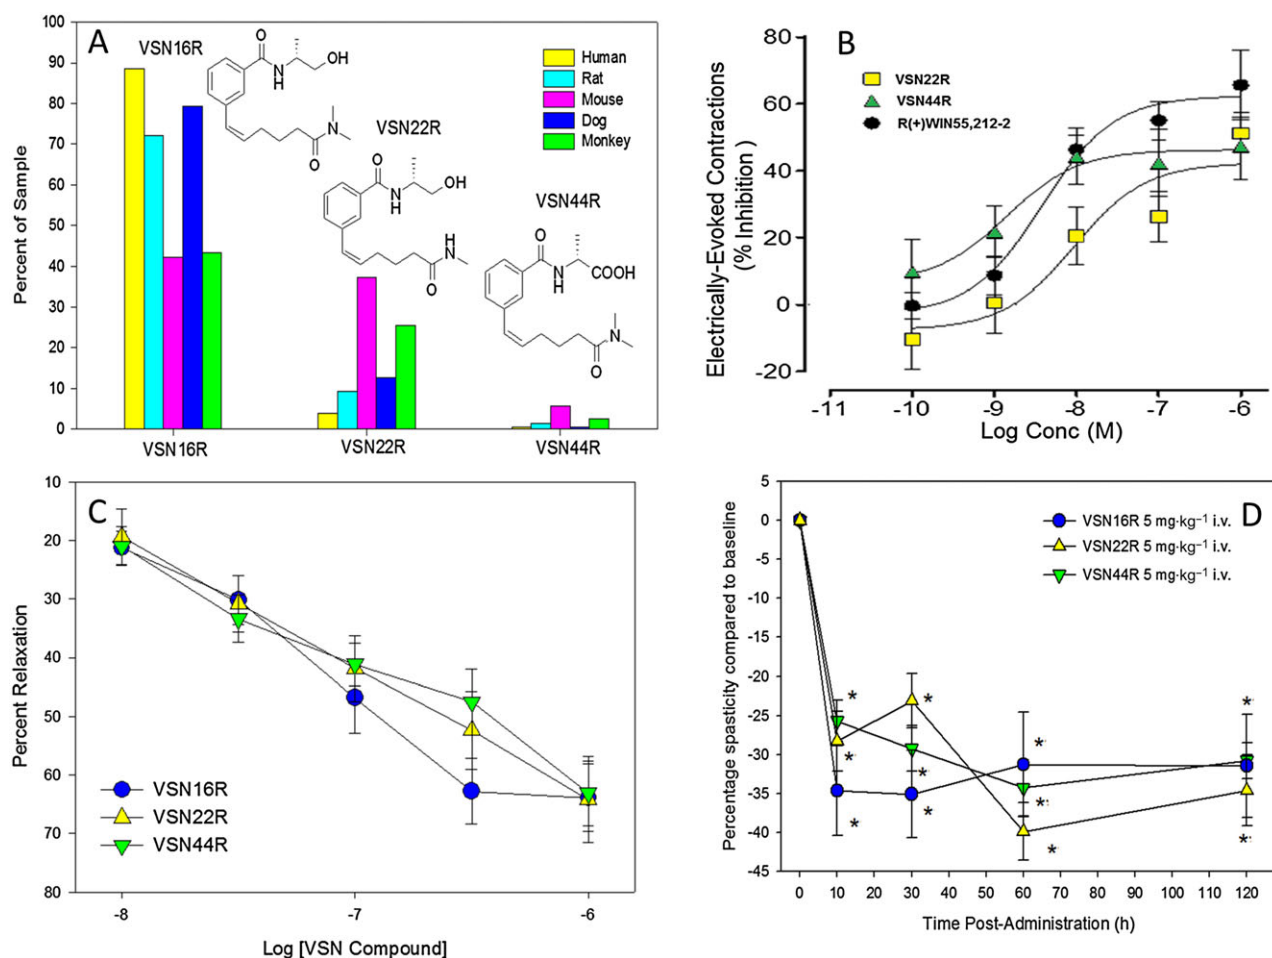 A
VSN16R
VSN22R
VSN44R
Human
Rat
Mouse
Dog
Monkey
O
N
H
OH
N
O
O
N
H
OH
H
N
O
O
N
H
COOH
N
O
100
90
80
70
60
50
40
30
20
10
0
Percent of Sample
VSN16R
VSN22R
VSN44R
B
VSN22R
VSN44R
R(+)WIN55,212-2
80
60
40
20
0
-20
Electrically-Evoked Contractions
(% Inhibition)
-11
-10
-9
-8
-7
-6
Log Conc (M)
C
10
20
30
40
50
60
70
80
Percent Relaxation
VSN16R
VSN22R
VSN44R
-8
-7
-6
Log [VSN Compound]
D
VSN16R 5 mg·kg⁻¹ i.v.
VSN22R 5 mg·kg⁻¹ i.v.
VSN44R 5 mg·kg⁻¹ i.v.
5
0
-5
-10
-15
-20
-25
-30
-35
-40
-45
Percentage spasticity compared to baseline
*
*
*
*
*
*
*
*
*
*
*
0
10
20
30
40
50
60
70
80
90
100
110
120
Time Post-Administration (h)